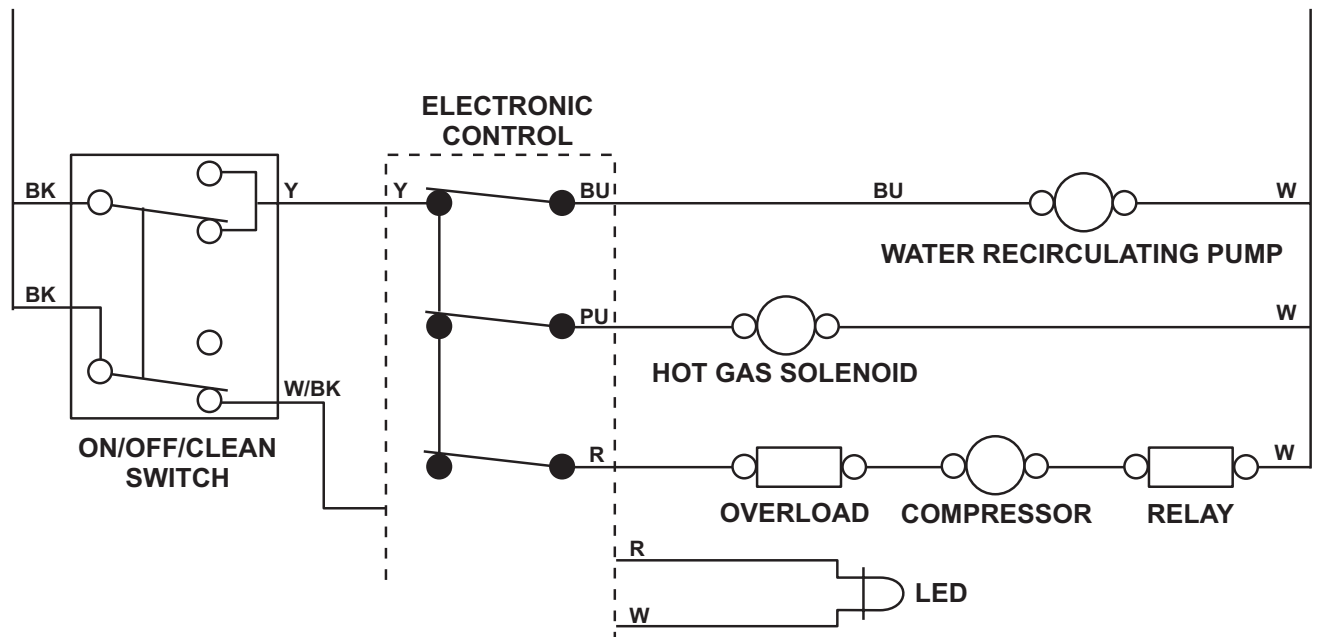 ELECTRONIC
CONTROL
BK
Y
Y
BU
BU
W
WATER RECIRCULATING PUMP
BK
PU
W
HOT GAS SOLENOID
W/BK
ON/OFF/CLEAN
SWITCH
R
W
OVERLOAD
COMPRESSOR
RELAY
R
LED
W